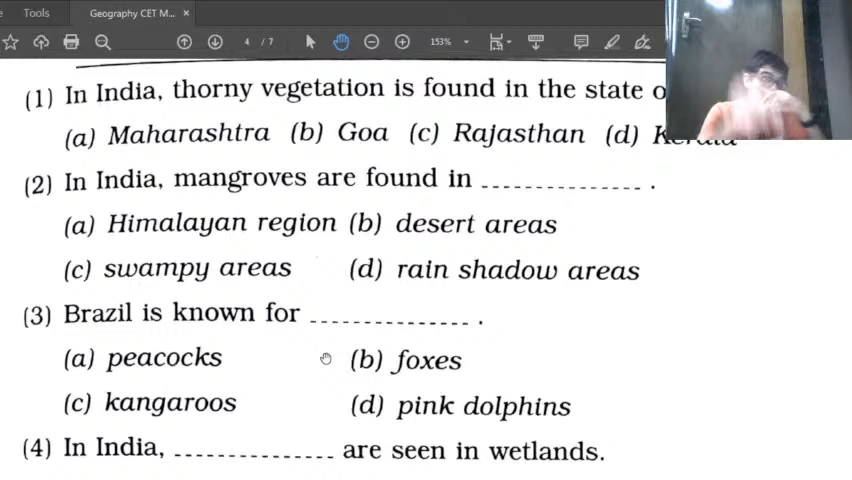 Tools
Geography CET M... ×
4 / 7
153%
(1) In India, thorny vegetation is found in the state
(a) Maharashtra (b) Goa (c) Rajasthan (d) Kerala
(2) In India, mangroves are found in _ _ _ _ _ _ _ _ _ _ _ _ _ _ .
(a) Himalayan region (b) desert areas
(c) swampy areas (d) rain shadow areas
(3) Brazil is known for _ _ _ _ _ _ _ _ _ _ _ _ _ _ .
(a) peacocks (b) foxes
(c) kangaroos (d) pink dolphins
(4) In India, _ _ _ _ _ _ _ _ _ _ _ _ _ _ are seen in wetlands.